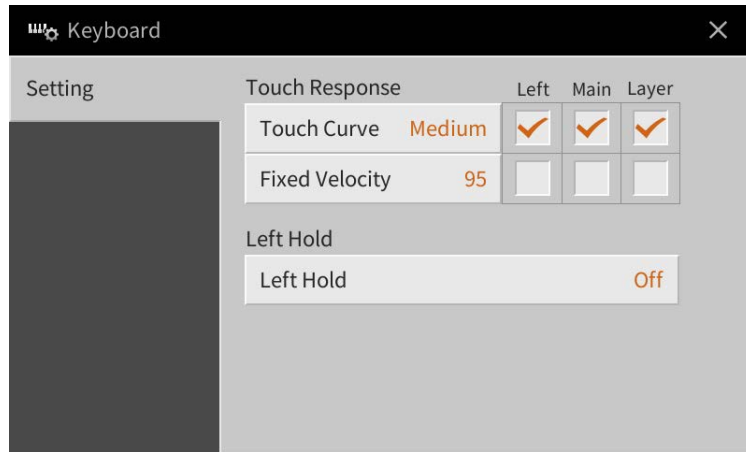 Keyboard
Setting
Touch Response Left Main Layer
Touch Curve Medium
Fixed Velocity 95
Left Hold
Left Hold Off